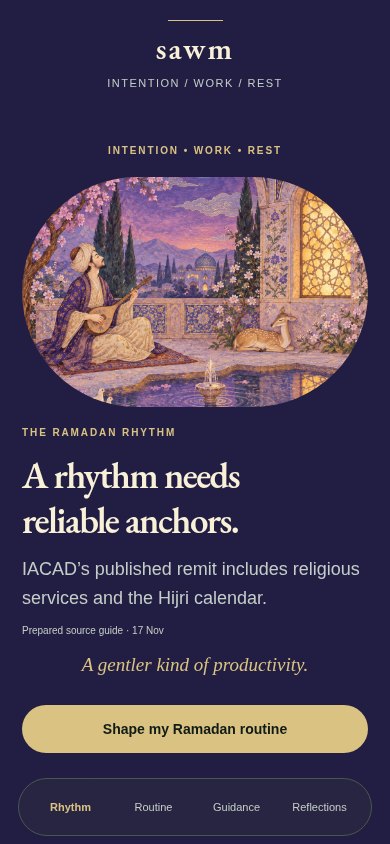 sawm
INTENTION / WORK / REST
INTENTION • WORK • REST
THE RAMADAN RHYTHM
A rhythm needs
reliable anchors.
IACAD’s published remit includes religious
services and the Hijri calendar.
Prepared source guide · 17 Nov
A gentler kind of productivity.
Shape my Ramadan routine
Rhythm Routine Guidance Reflections